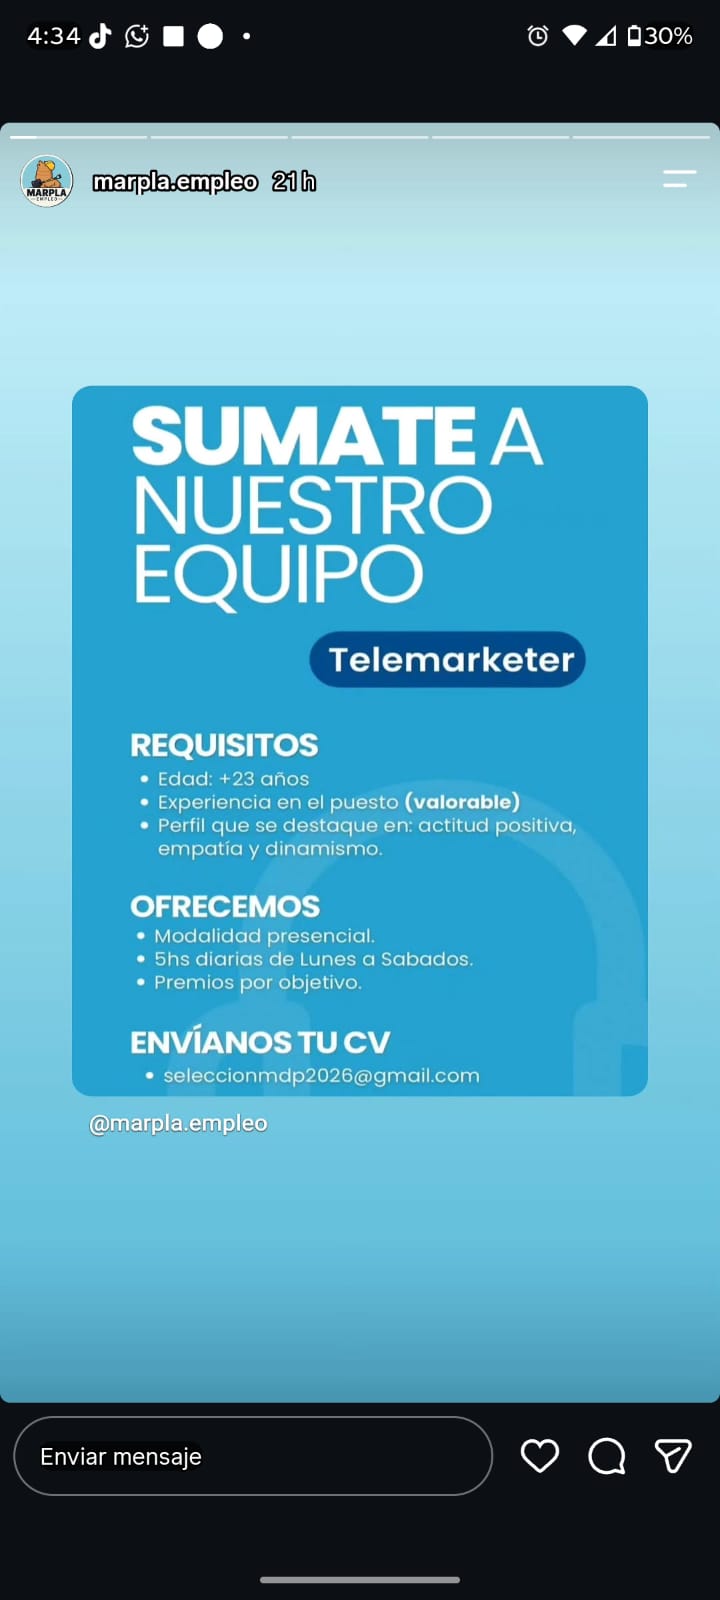 4:34
30%
MARPLA
EMPLEO
marpla.empleo 21 h
SUMATE A
NUESTRO
EQUIPO
Telemarketer
REQUISITOS
• Edad: +23 años
• Experiencia en el puesto (valorable)
• Perfil que se destaque en: actitud positiva,
empatía y dinamismo.
OFRECEMOS
• Modalidad presencial.
• 5hs diarias de Lunes a Sabados.
• Premios por objetivo.
ENVÍANOS TU CV
• seleccionmdp2026@gmail.com
@marpla.empleo
Enviar mensaje